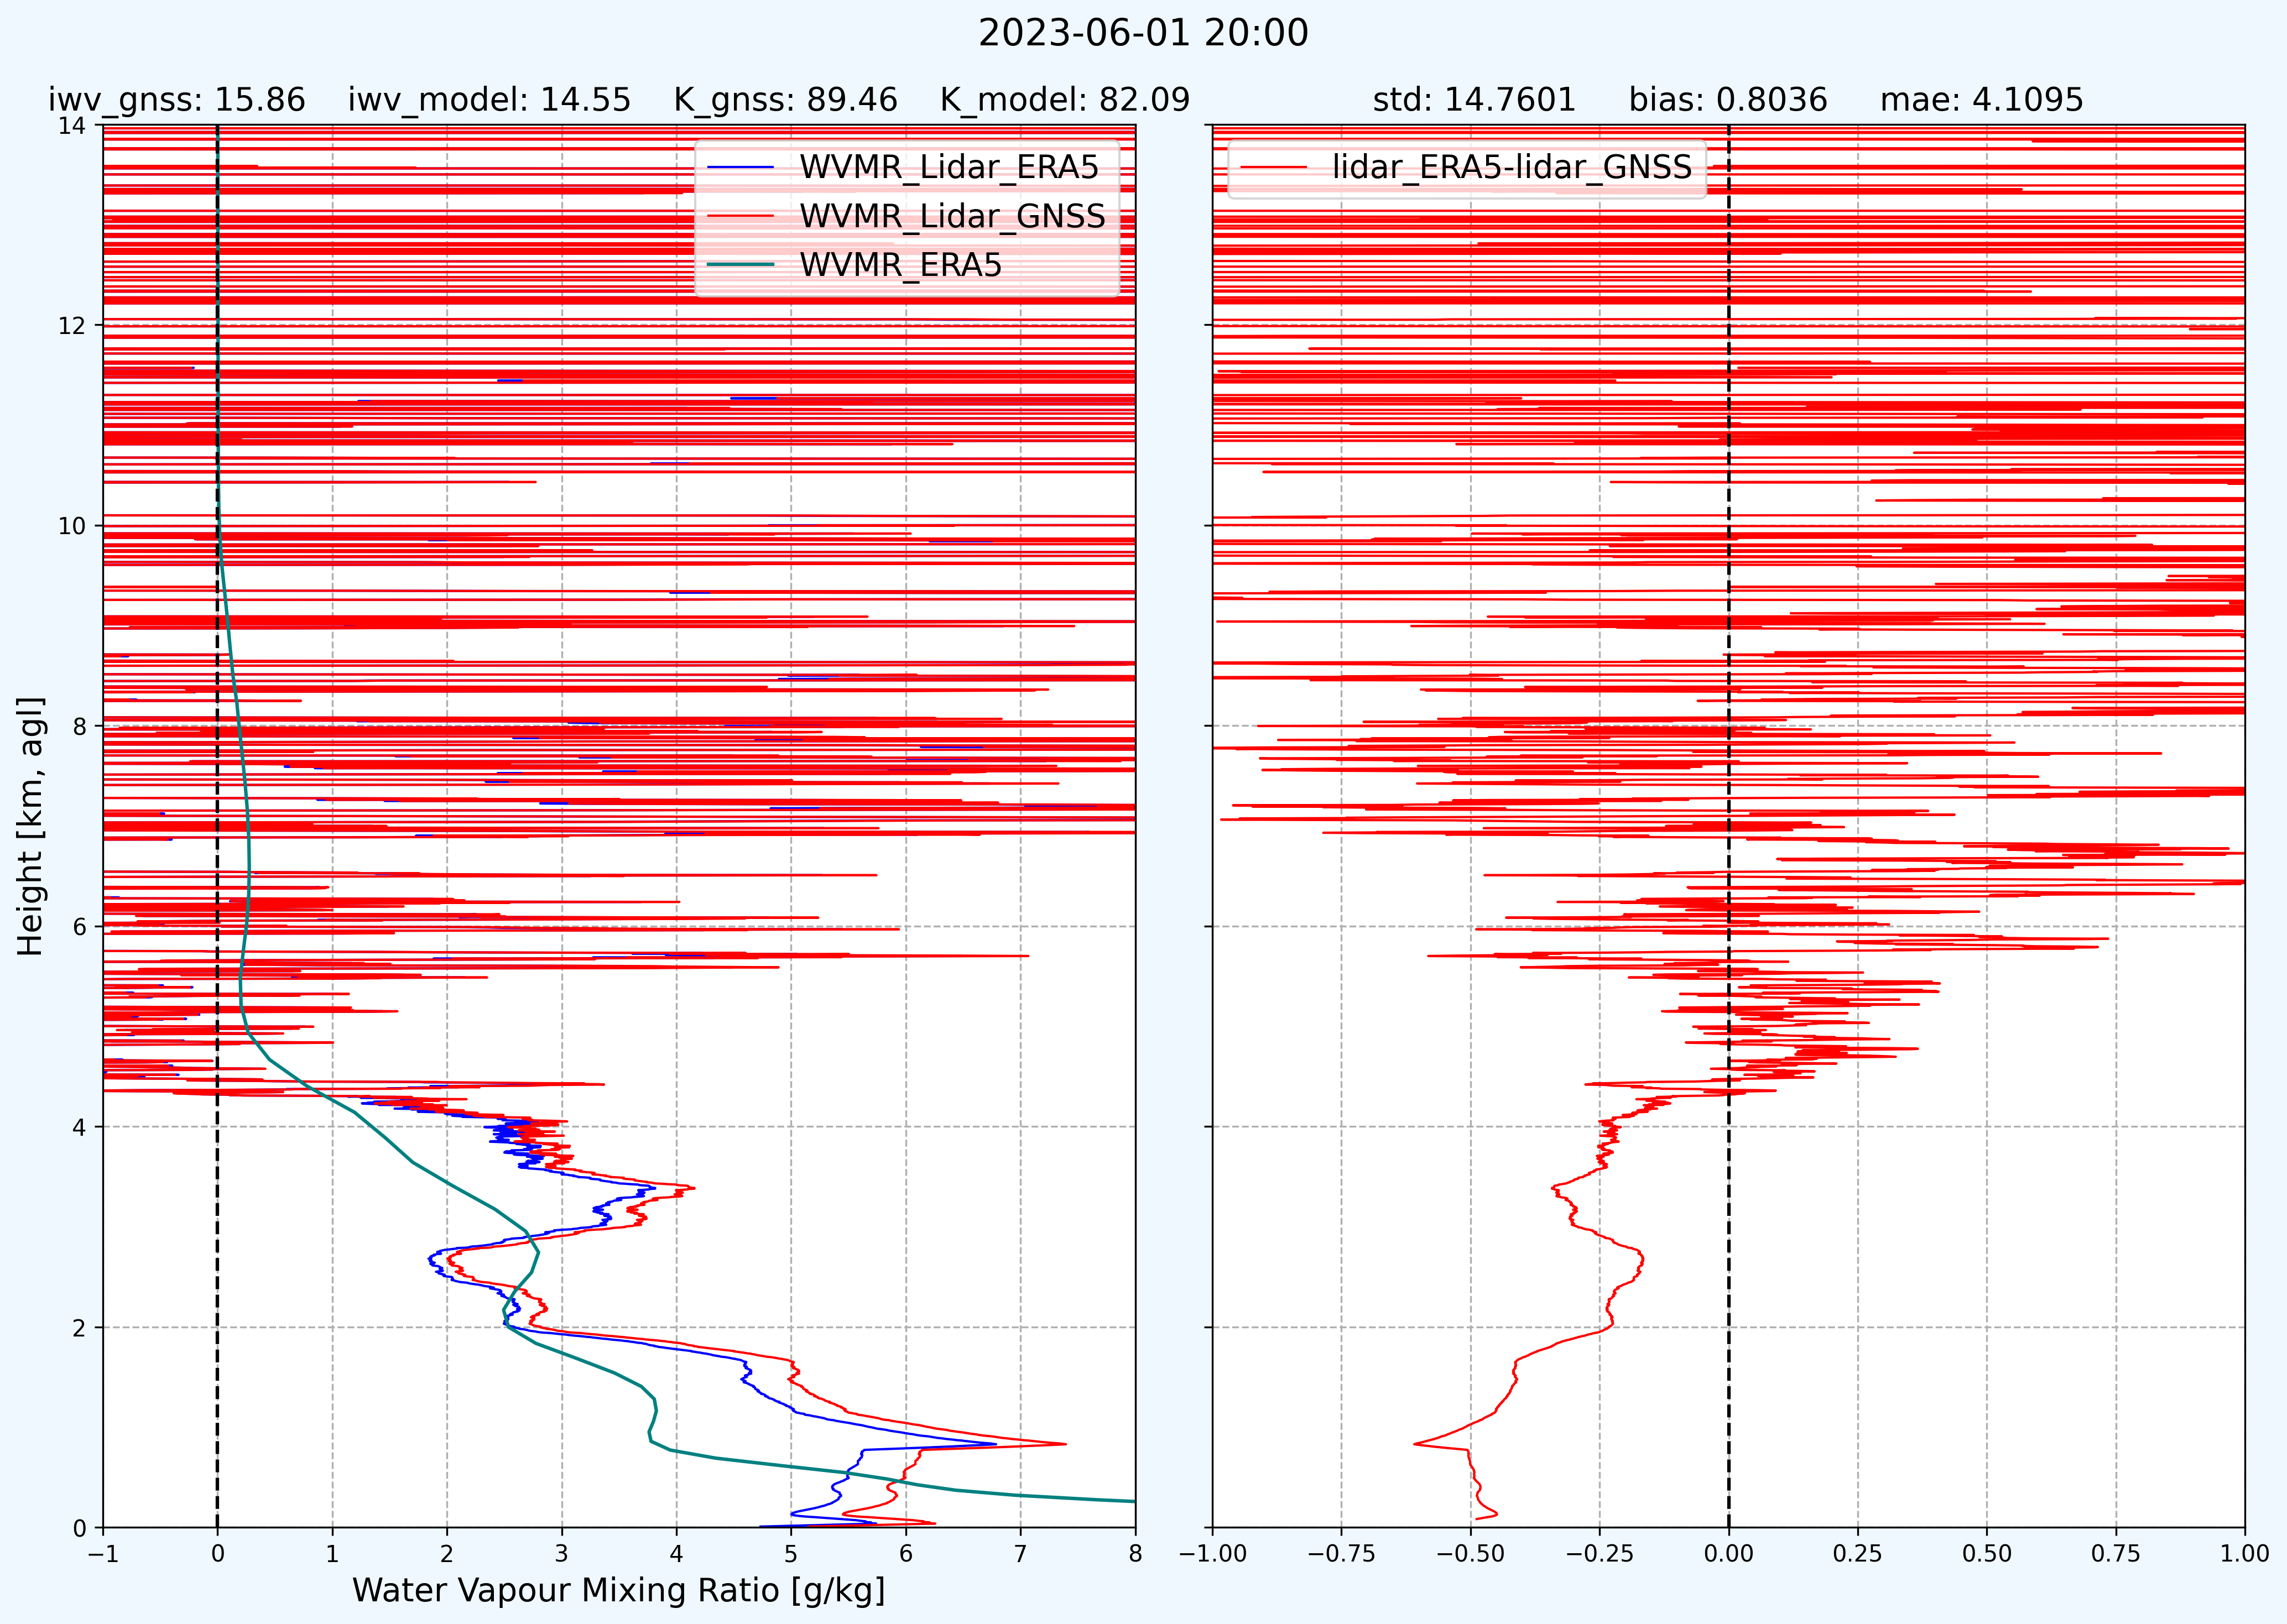 2023-06-01 20:00
iwv_gnss: 15.86 iwv_model: 14.55 K_gnss: 89.46 K_model: 82.09
std: 14.7601 bias: 0.8036 mae: 4.1095
WVMR_Lidar_ERA5
WVMR_Lidar_GNSS
WVMR_ERA5
lidar_ERA5-lidar_GNSS
Height [km, agl]
14
12
10
8
6
4
2
0
−1 0 1 2 3 4 5 6 7 8
Water Vapour Mixing Ratio [g/kg]
−1.00 −0.75 −0.50 −0.25 0.00 0.25 0.50 0.75 1.00